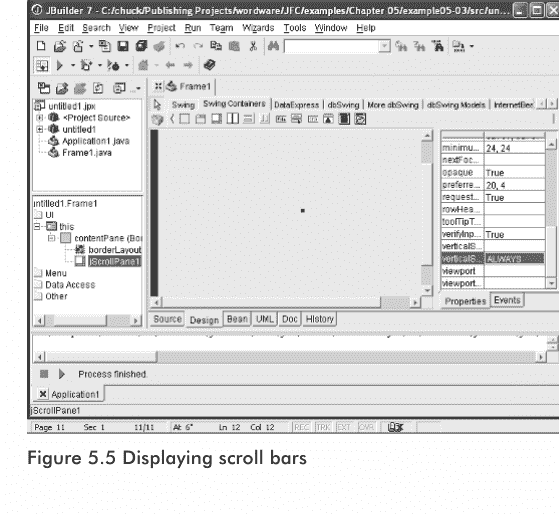 JBuilder 7 - C:/chuck/Publishing Projects/wordware/JFC/examples/Chapter 05/example05-03/src/un...
File Edit Search View Project Run Team Wizards Tools Window Help
Frame1
Swing Swing Containers DataExpress dbSwing More dbSwing dbSwing Models InternetBea
untitled1.jpx
<Project Source>
untitled1
Application1.java
Frame1.java
untitled1.Frame1
UI
this
contentPane (Bor
borderLayout
jScrollPane1
Menu
Data Access
Other
minimu... 24, 24
nextFoc...
opaque True
preferre... 20, 4
request... True
rowHea...
toolTipT...
verifyInp... True
verticalS...
verticalS... ALWAYS
viewport
viewport...
Properties Events
Source Design Bean UML Doc History
Process finished.
Application1
jScrollPane1
Page 11 Sec 1 11/11 At 6" Ln 12 Col 12 REC TRK EXT OVR
Figure 5.5 Displaying scroll bars